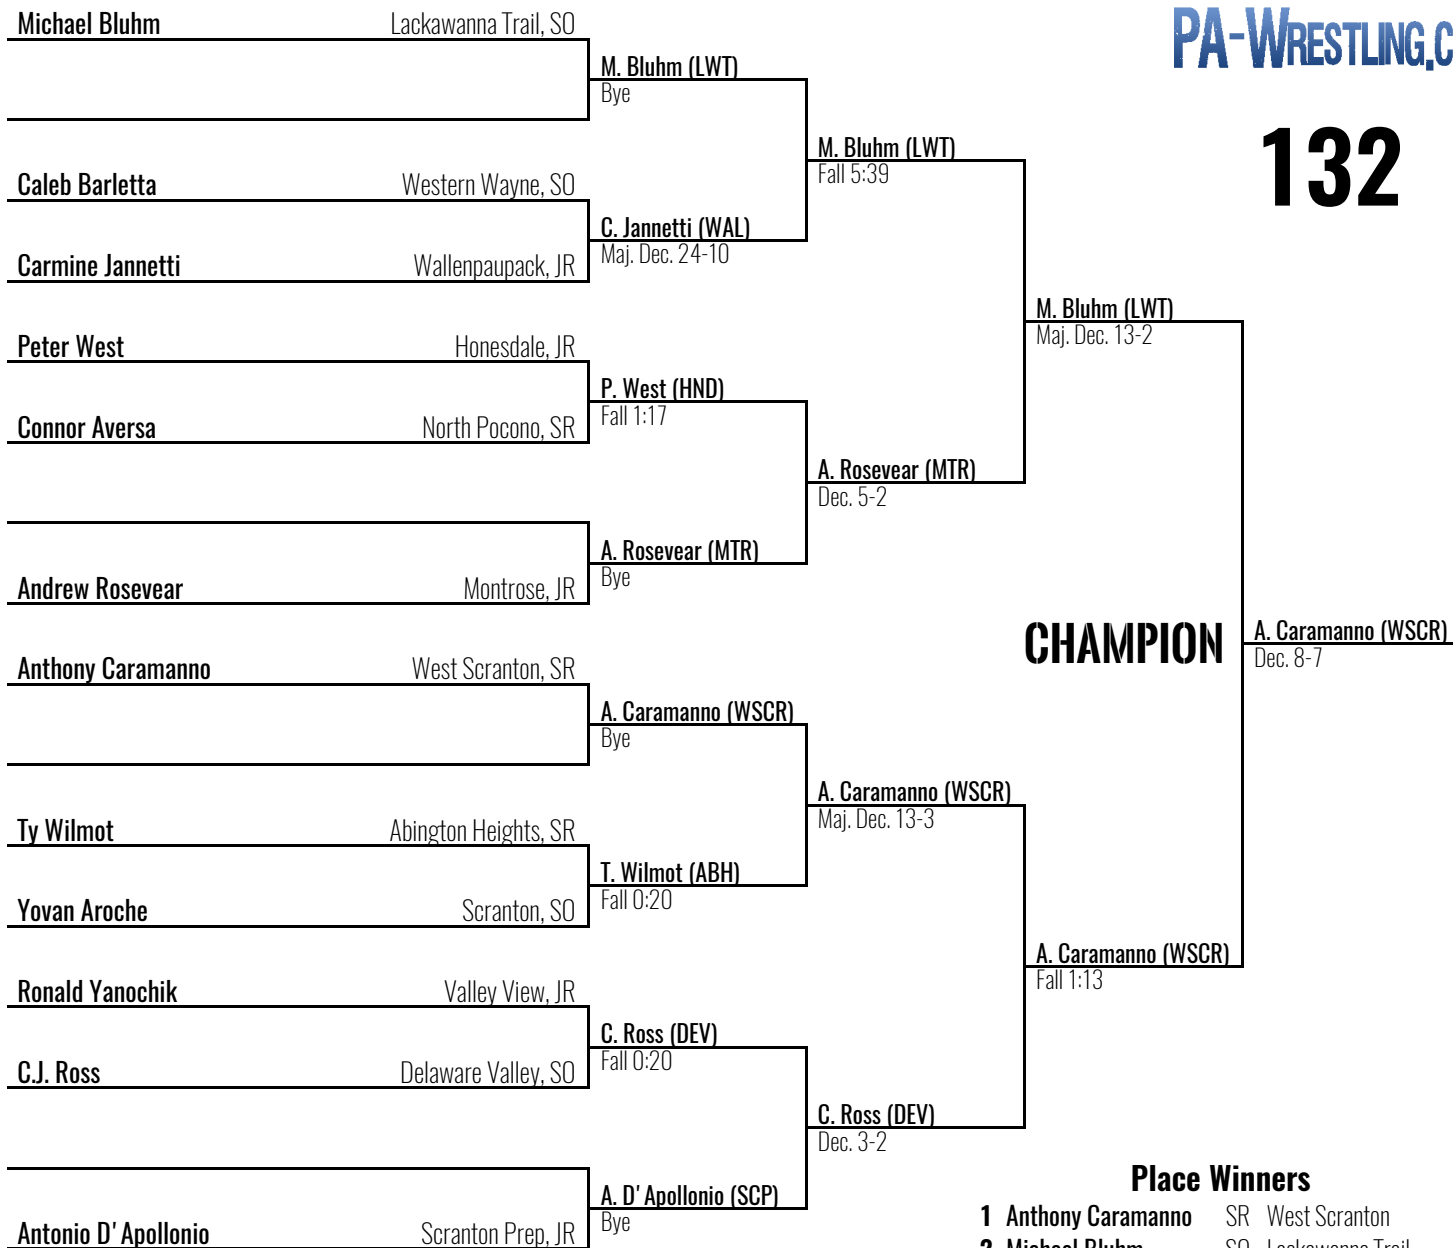 Michael Bluhm Lackawanna Trail, SO
PA-WRESTLING.C
M. Bluhm (LWT)
Bye
132
M. Bluhm (LWT)
Fall 5:39
Caleb Barletta Western Wayne, SO
C. Jannetti (WAL)
Maj. Dec. 24-10
Carmine Jannetti Wallenpaupack, JR
M. Bluhm (LWT)
Maj. Dec. 13-2
Peter West Honesdale, JR
P. West (HND)
Fall 1:17
Connor Aversa North Pocono, SR
A. Rosevear (MTR)
Dec. 5-2
A. Rosevear (MTR)
Bye
Andrew Rosevear Montrose, JR
CHAMPION
A. Caramanno (WSCR)
Dec. 8-7
Anthony Caramanno West Scranton, SR
A. Caramanno (WSCR)
Bye
A. Caramanno (WSCR)
Maj. Dec. 13-3
Ty Wilmot Abington Heights, SR
T. Wilmot (ABH)
Fall 0:20
Yovan Aroche Scranton, SO
A. Caramanno (WSCR)
Fall 1:13
Ronald Yanochik Valley View, JR
C. Ross (DEV)
Fall 0:20
C.J. Ross Delaware Valley, SO
C. Ross (DEV)
Dec. 3-2
A. D'Apollonio (SCP)
Bye
Antonio D'Apollonio Scranton Prep, JR
Place Winners
1 Anthony Caramanno SR West Scranton
2 Michael Bluhm SO Lackawanna Trail